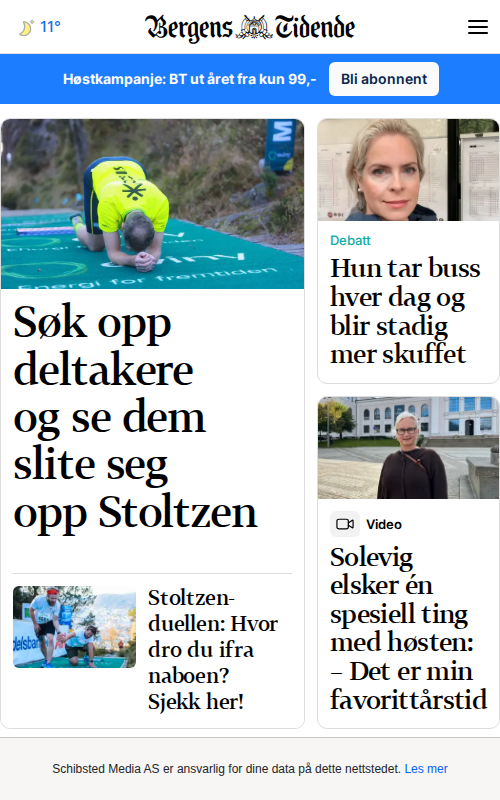 11°
Bergens Tidende
Høstkampanje: BT ut året fra kun 99,-
Bli abonnent
Energi for fremtiden
Søk opp
deltakere
og se dem
slite seg
opp Stoltzen
Stoltzen-
duellen: Hvor
dro du ifra
naboen?
Sjekk her!
Debatt
Hun tar buss
hver dag og
blir stadig
mer skuffet
Video
Solevig
elsker én
spesiell ting
med høsten:
– Det er min
favorittårstid
Schibsted Media AS er ansvarlig for dine data på dette nettstedet. Les mer